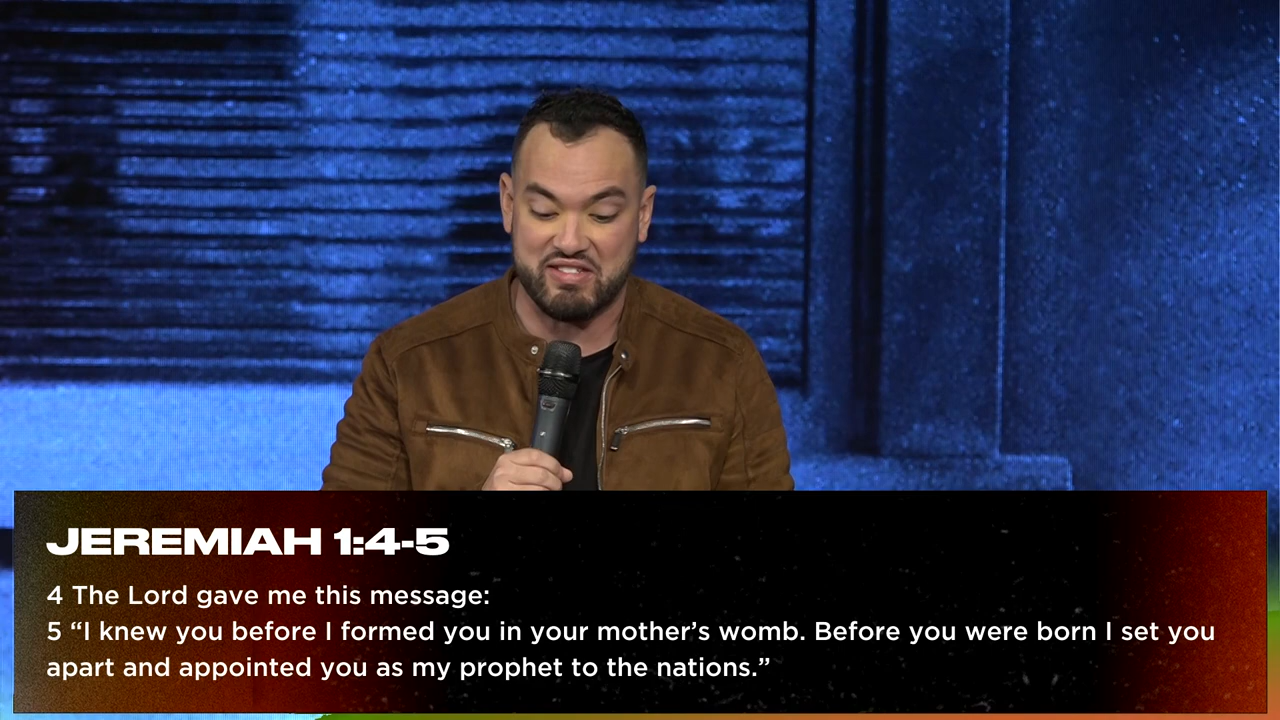 JEREMIAH 1:4-5
4 The Lord gave me this message:
5 “I knew you before I formed you in your mother’s womb. Before you were born I set you
apart and appointed you as my prophet to the nations.”